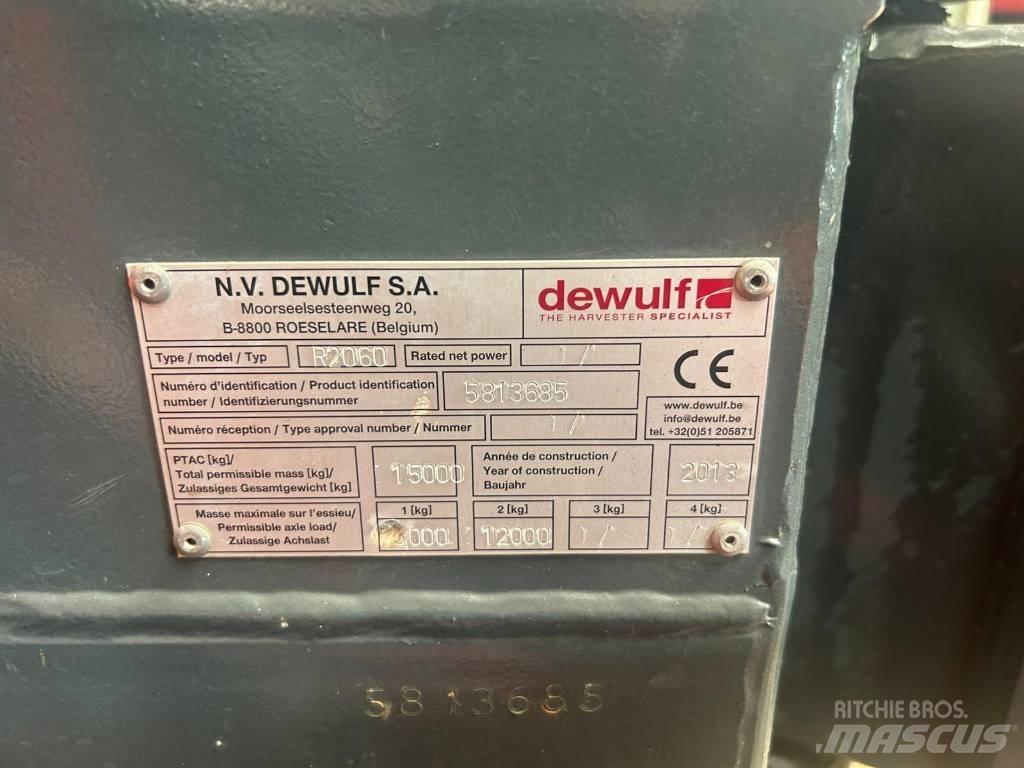 N.V. DEWULF S.A.
Moorseelsesteenweg 20,
B-8800 ROESELARE (Belgium)
dewulf
THE HARVESTER SPECIALIST
Type / model / Typ R2060 Rated net power / /
Numéro d'identification / Product identification
number / Identifizierungsnummer
5813685
CE
www.dewulf.be
info@dewulf.be
tel. +32(0)51 205871
Numéro réception / Type approval number / Nummer / /
PTAC [kg]/
Total permissible mass [kg]/
Zulassiges Gesamtgewicht [kg]
15000
Année de construction/
Year of construction /
Baujahr
2013
Masse maximale sur l'essieu/
Permissible axle load/
Zulassige Achslast
1 [kg] 2 [kg] 3 [kg] 4 [kg]
12000 / / / /
5813685
RITCHIE BROS.
MASCUS